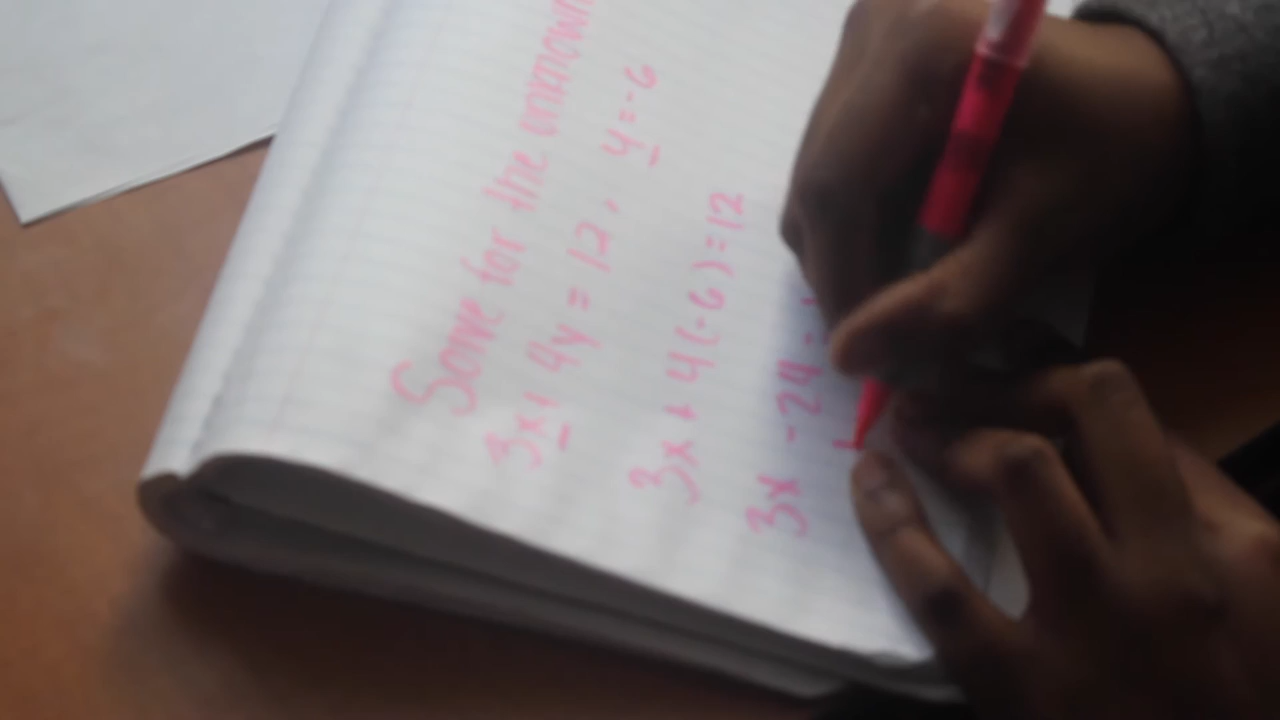 Solve for the unknown
3x + 4y = 12, y = -6
3x + 4(-6) = 12
3x - 24 =